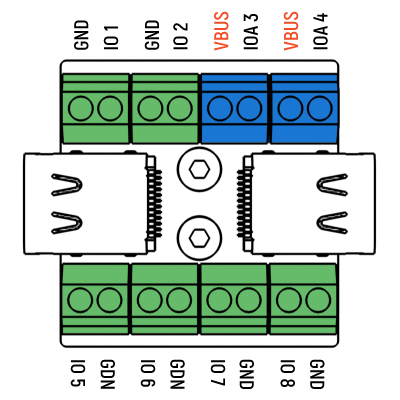 GND
IO 1
GND
IO 2
VBUS
IOA 3
VBUS
IOA 4
IO 5
GDN
IO 6
GDN
IO 7
GND
IO 8
GND